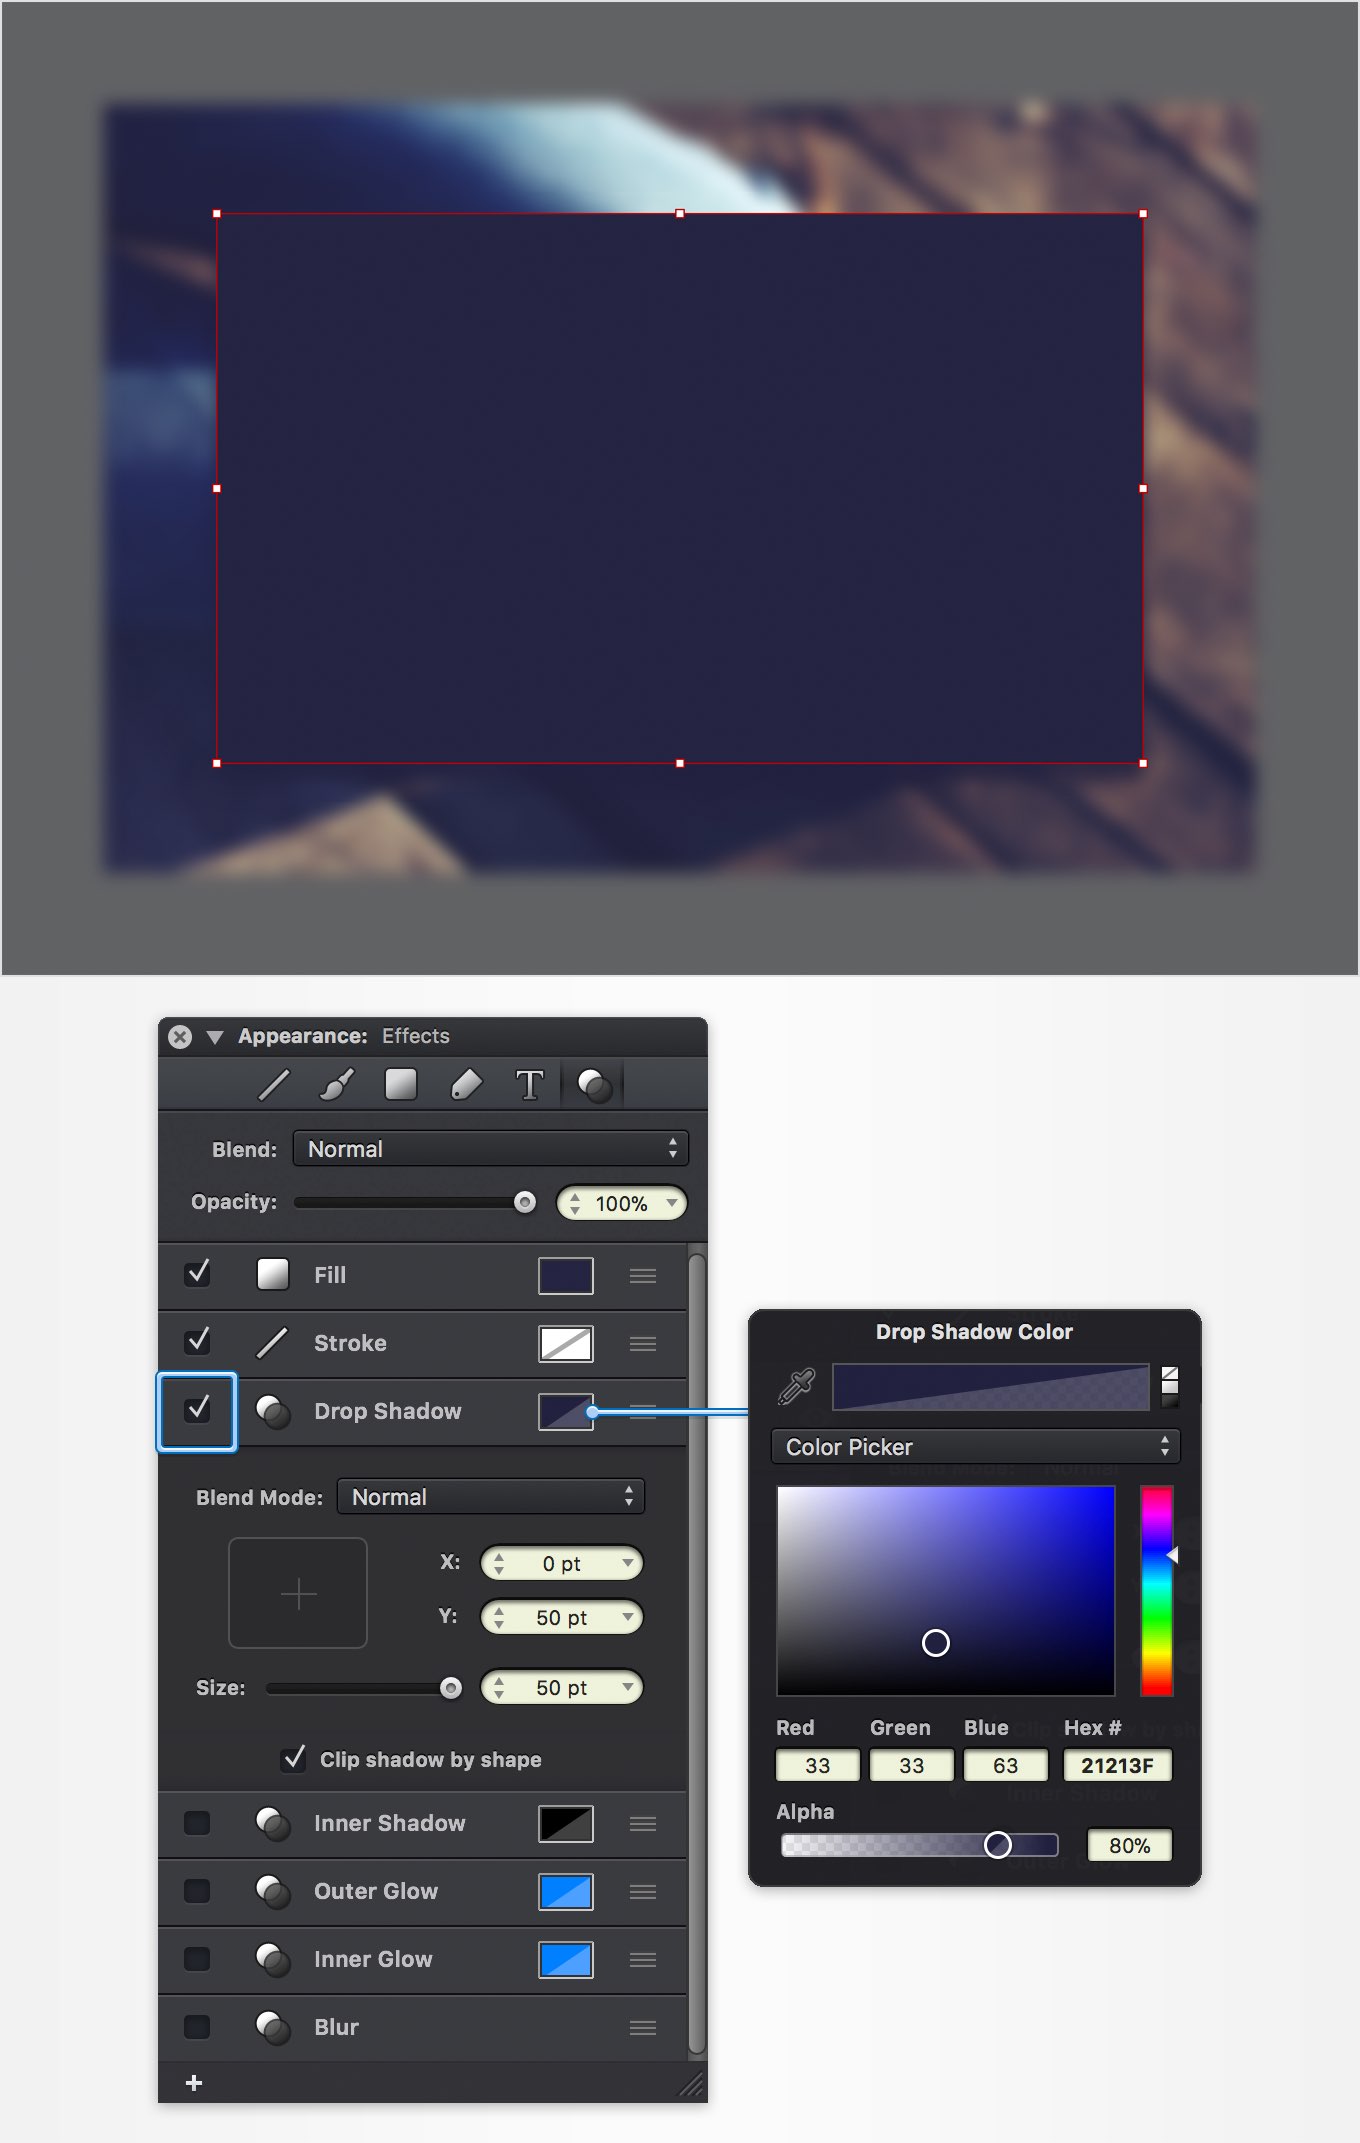 Appearance: Effects
T
Blend: Normal
Opacity: 100%
Fill
Stroke
Drop Shadow
Blend Mode: Normal
X: 0 pt
Y: 50 pt
Size: 50 pt
Clip shadow by shape
Inner Shadow
Outer Glow
Inner Glow
Blur
+
Drop Shadow Color
Color Picker
Red Green Blue Hex #
33 33 63 21213F
Alpha
80%